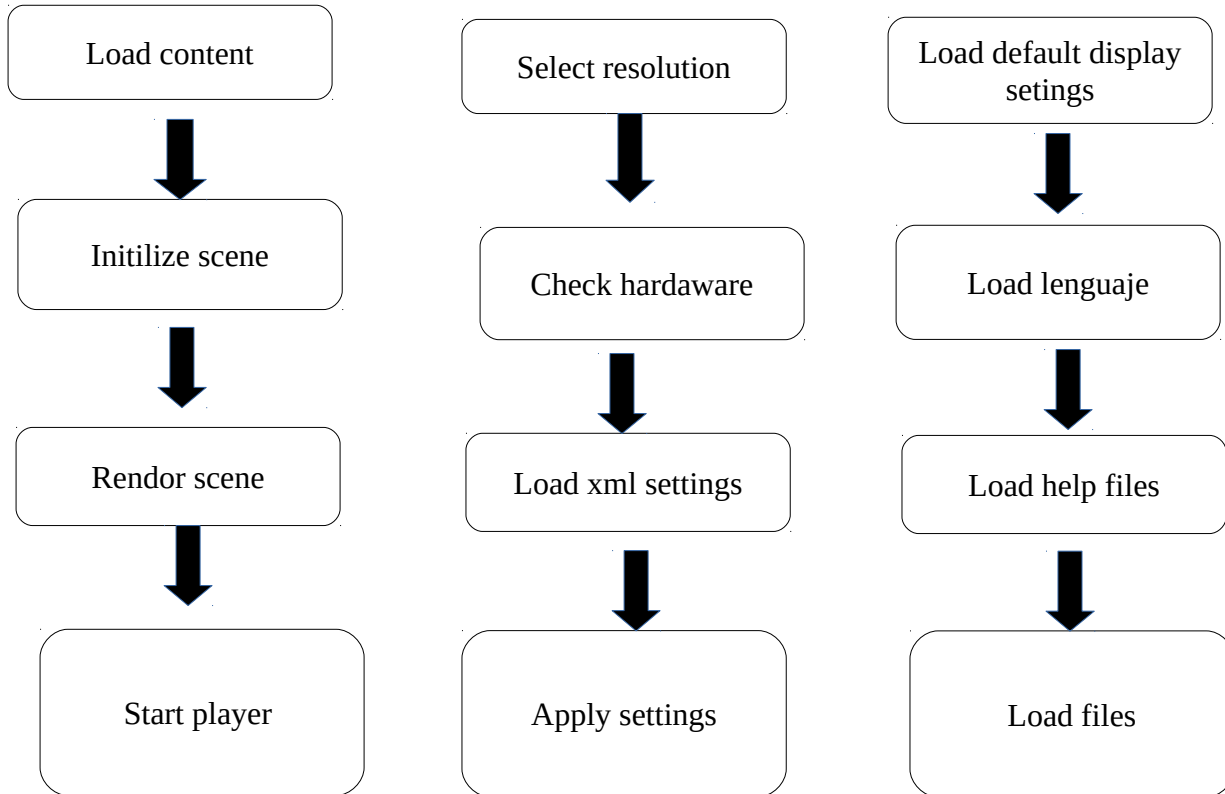 Load content
Initilize scene
Rendor scene
Start player
Select resolution
Check hardaware
Load xml settings
Apply settings
Load default display
setings
Load lenguaje
Load help files
Load files